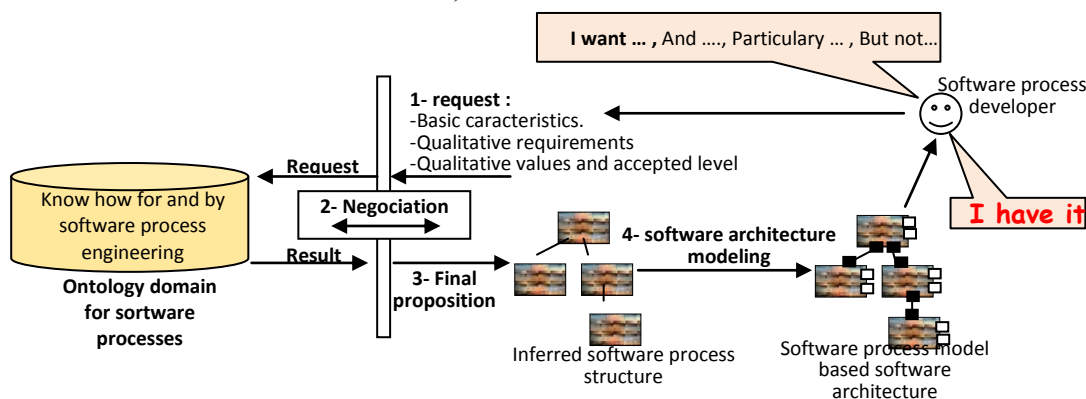 I want … , And …., Particulary … , But not…
Software process
developer
1- request :
-Basic caracteristics.
-Qualitative requirements
-Qualitative values and accepted level
Request
Know how for and by
software process
engineering
2- Negociation
I have it
4- software architecture
modeling
Result
3- Final
proposition
Ontology domain
for sortware
processes
Inferred software process
structure
Software process model
based software
architecture